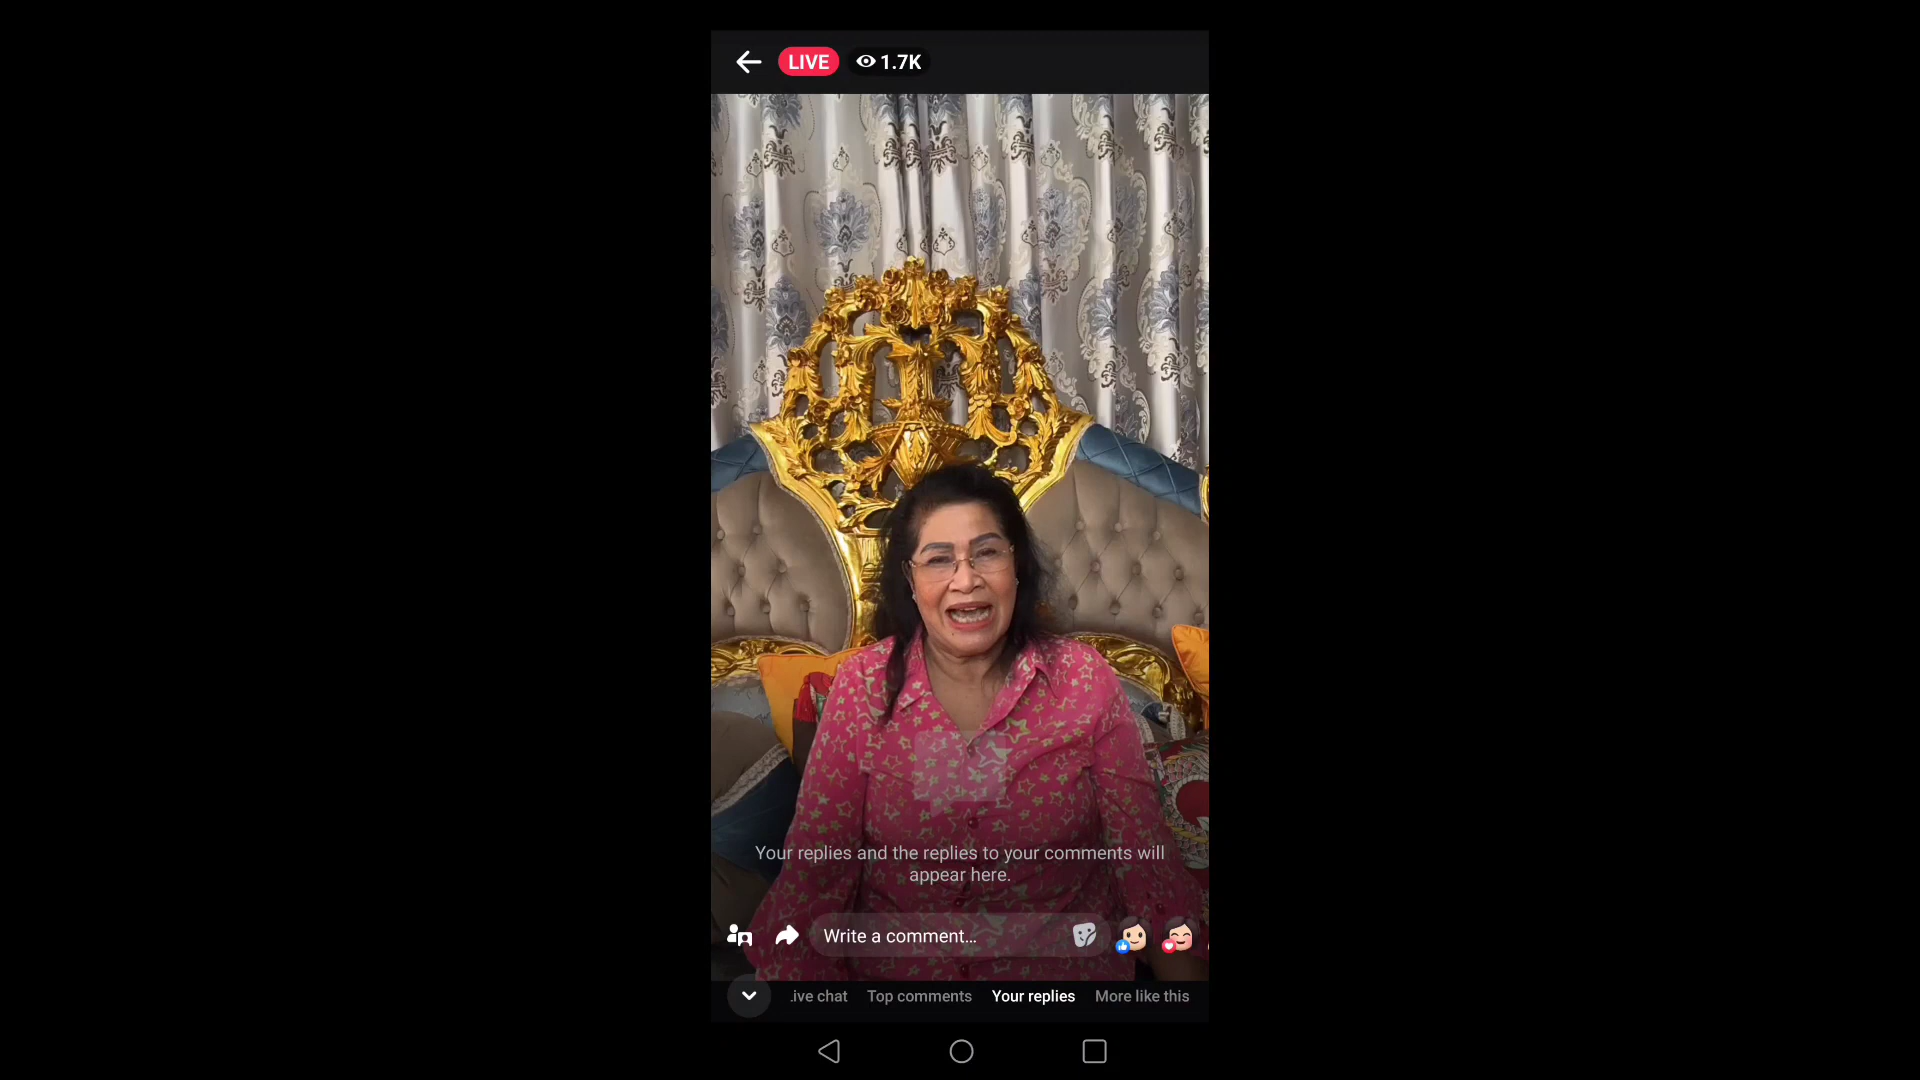 LIVE 1.7K
Your replies and the replies to your comments will
appear here.
Write a comment...
ive chat Top comments Your replies More like this